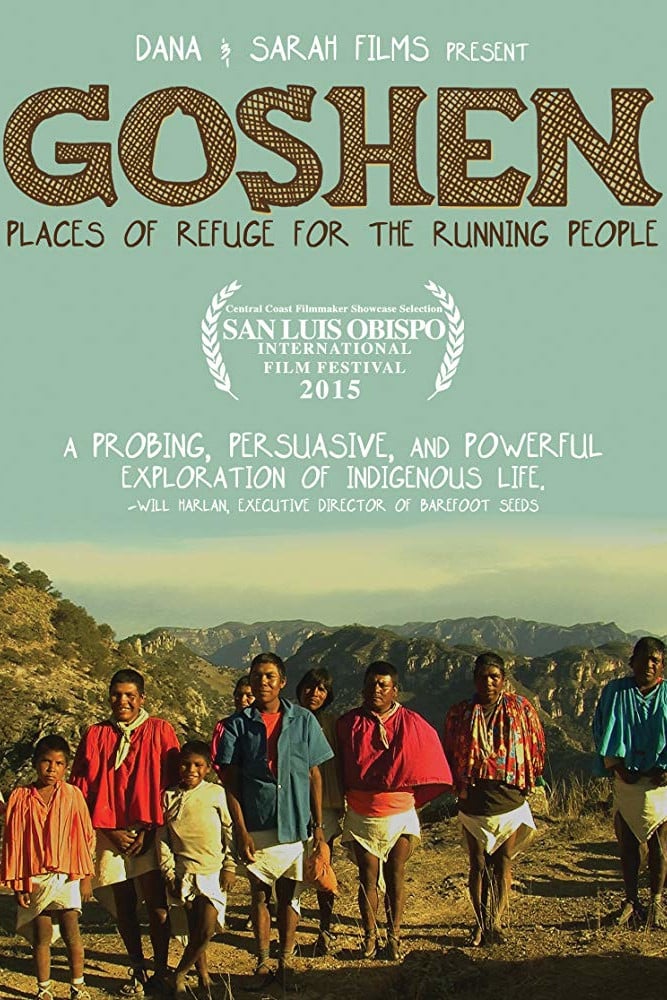 DANA & SARAH FILMS PRESENT
GOSHEN
PLACES OF REFUGE FOR THE RUNNING PEOPLE
Central Coast Filmmaker Showcase Selection
SAN LUIS OBISPO
INTERNATIONAL
FILM FESTIVAL
2015
A PROBING, PERSUASIVE, AND POWERFUL
EXPLORATION OF INDIGENOUS LIFE.
-WILL HARLAN, EXECUTIVE DIRECTOR OF BAREFOOT SEEDS